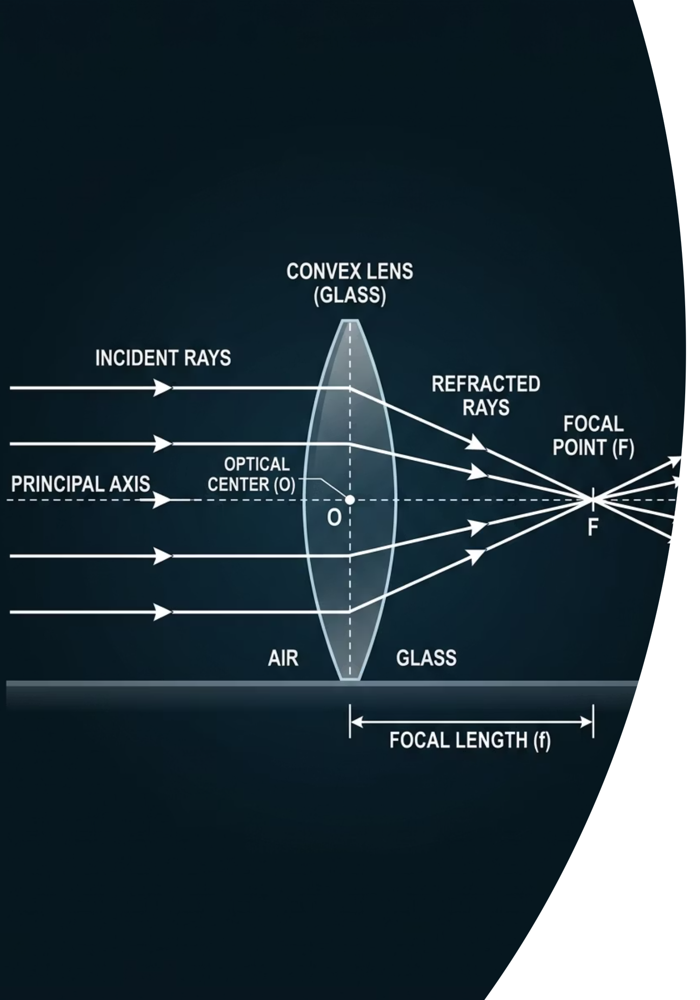 CONVEX LENS
(GLASS)
INCIDENT RAYS
REFRACTED
RAYS
FOCAL
POINT (F)
OPTICAL
CENTER (O)
PRINCIPAL AXIS
O
F
AIR
GLASS
FOCAL LENGTH (f)